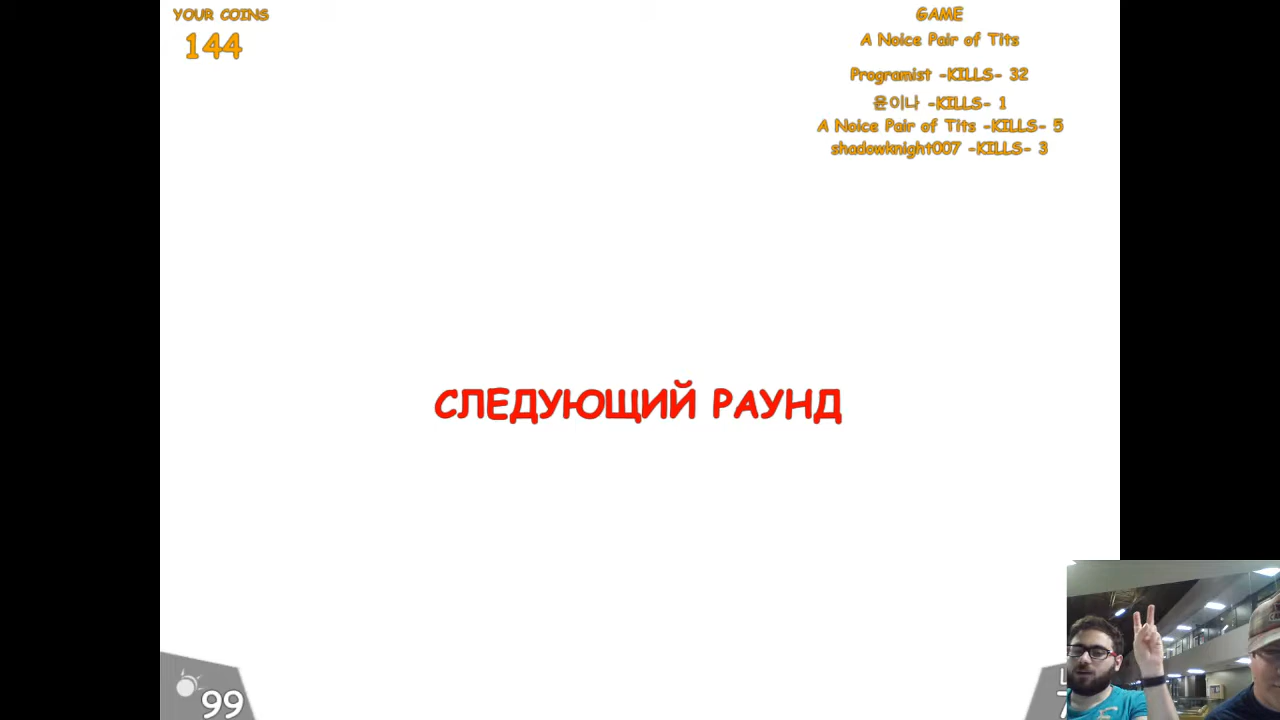 YOUR COINS
144
GAME
A Noice Pair of Tits
Programist -KILLS- 32
윤이나 -KILLS- 1
A Noice Pair of Tits -KILLS- 5
shadowknight007 -KILLS- 3
СЛЕДУЮЩИЙ РАУНД
99